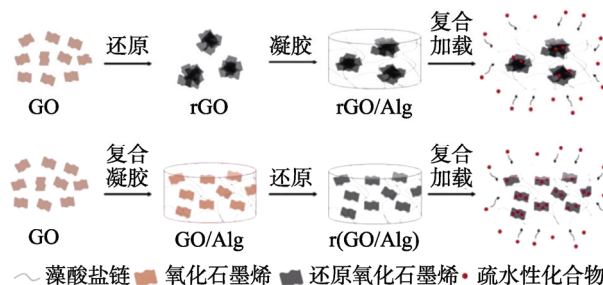 还原
凝胶
复合
加载
GO
rGO
rGO/Alg
复合
凝胶
还原
复合
加载
GO
GO/Alg
r(GO/Alg)
藻酸盐链 氧化石墨烯 还原氧化石墨烯 疏水性化合物